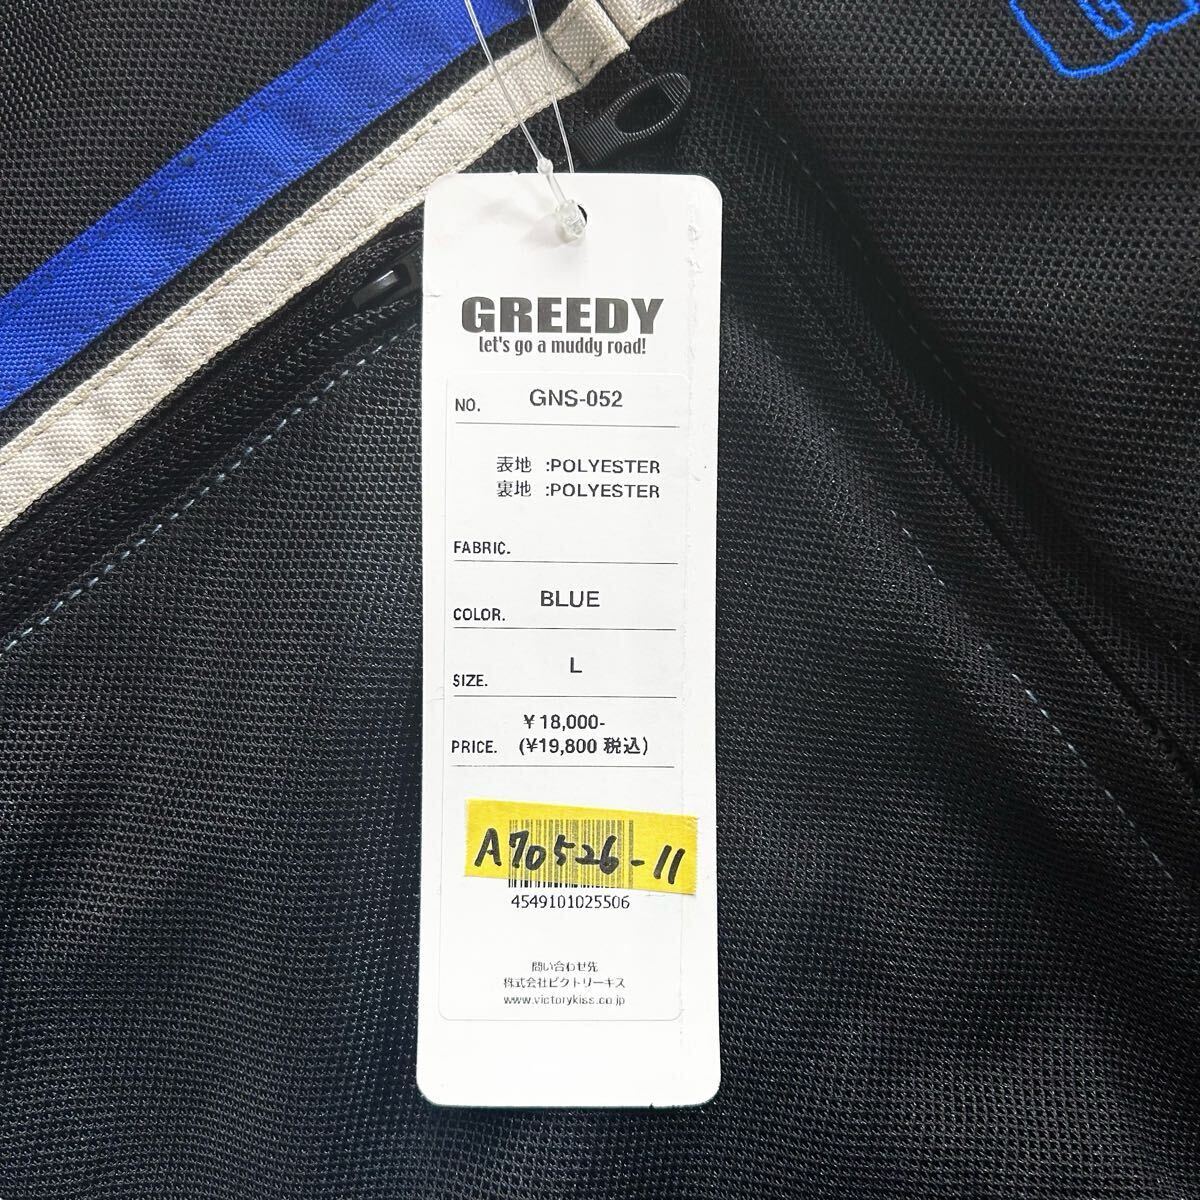 GREEDY
let's go a muddy road!
NO. GNS-052
表地 :POLYESTER
裏地 :POLYESTER
FABRIC.
COLOR. BLUE
SIZE. L
¥18,000-
PRICE. (¥19,800 税込)
A70526-11
4549101025506
問い合わせ先
株式会社ビクトリーキス
www.victorykiss.co.jp